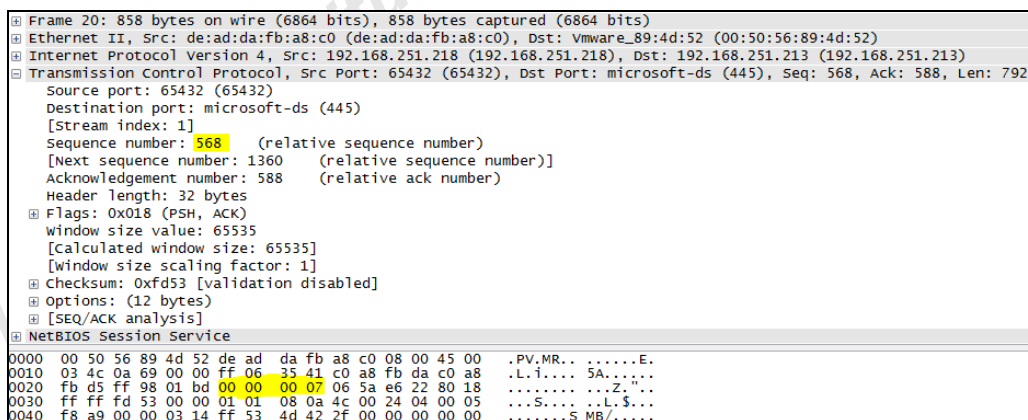 Frame 20: 858 bytes on wire (6864 bits), 858 bytes captured (6864 bits)
Ethernet II, Src: de:ad:da:fb:a8:c0 (de:ad:da:fb:a8:c0), Dst: Vmware_89:4d:52 (00:50:56:89:4d:52)
Internet Protocol Version 4, Src: 192.168.251.218 (192.168.251.218), Dst: 192.168.251.213 (192.168.251.213)
Transmission Control Protocol, Src Port: 65432 (65432), Dst Port: microsoft-ds (445), Seq: 568, Ack: 588, Len: 792
Source port: 65432 (65432)
Destination port: microsoft-ds (445)
[Stream index: 1]
Sequence number: 568 (relative sequence number)
[Next sequence number: 1360 (relative sequence number)]
Acknowledgement number: 588 (relative ack number)
Header length: 32 bytes
Flags: 0x018 (PSH, ACK)
Window size value: 65535
[Calculated window size: 65535]
[Window size scaling factor: 1]
Checksum: 0xfd53 [validation disabled]
Options: (12 bytes)
[SEQ/ACK analysis]
NetBIOS Session Service
0000 00 50 56 89 4d 52 de ad da fb a8 c0 08 00 45 00 .PV.MR.. ......E.
0010 03 4c 0a 69 00 00 ff 06 35 41 c0 a8 fb da c0 a8 .L.i.... 5A......
0020 fb d5 ff 98 01 bd 00 00 00 07 06 5a e6 22 80 18 ........ ...Z."..
0030 ff ff fd 53 00 00 01 01 08 0a 4c 00 24 04 00 05 ...S.... ..L.$...
0040 f8 a9 00 00 03 14 ff 53 4d 42 2f 00 00 00 00 00 .......S MB/.....